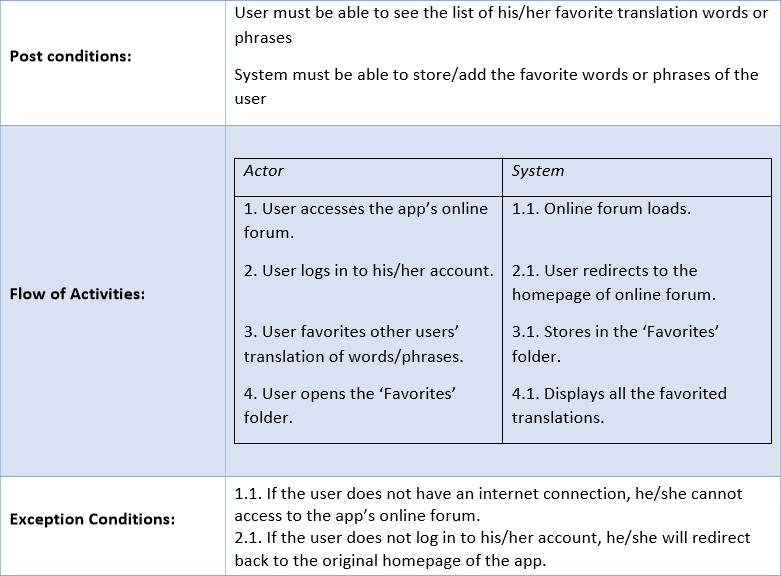 Post conditions:
User must be able to see the list of his/her favorite translation words or
phrases
System must be able to store/add the favorite words or phrases of the
user
Flow of Activities:
Actor
System
1. User accesses the app's online
forum.
1.1. Online forum loads.
2. User logs in to his/her account.
2.1. User redirects to the
homepage of online forum.
3. User favorites other users'
translation of words/phrases.
3.1. Stores in the 'Favorites'
folder.
4. User opens the 'Favorites'
folder.
4.1. Displays all the favorited
translations.
Exception Conditions:
1.1. If the user does not have an internet connection, he/she cannot
access to the app's online forum.
2.1. If the user does not log in to his/her account, he/she will redirect
back to the original homepage of the app.